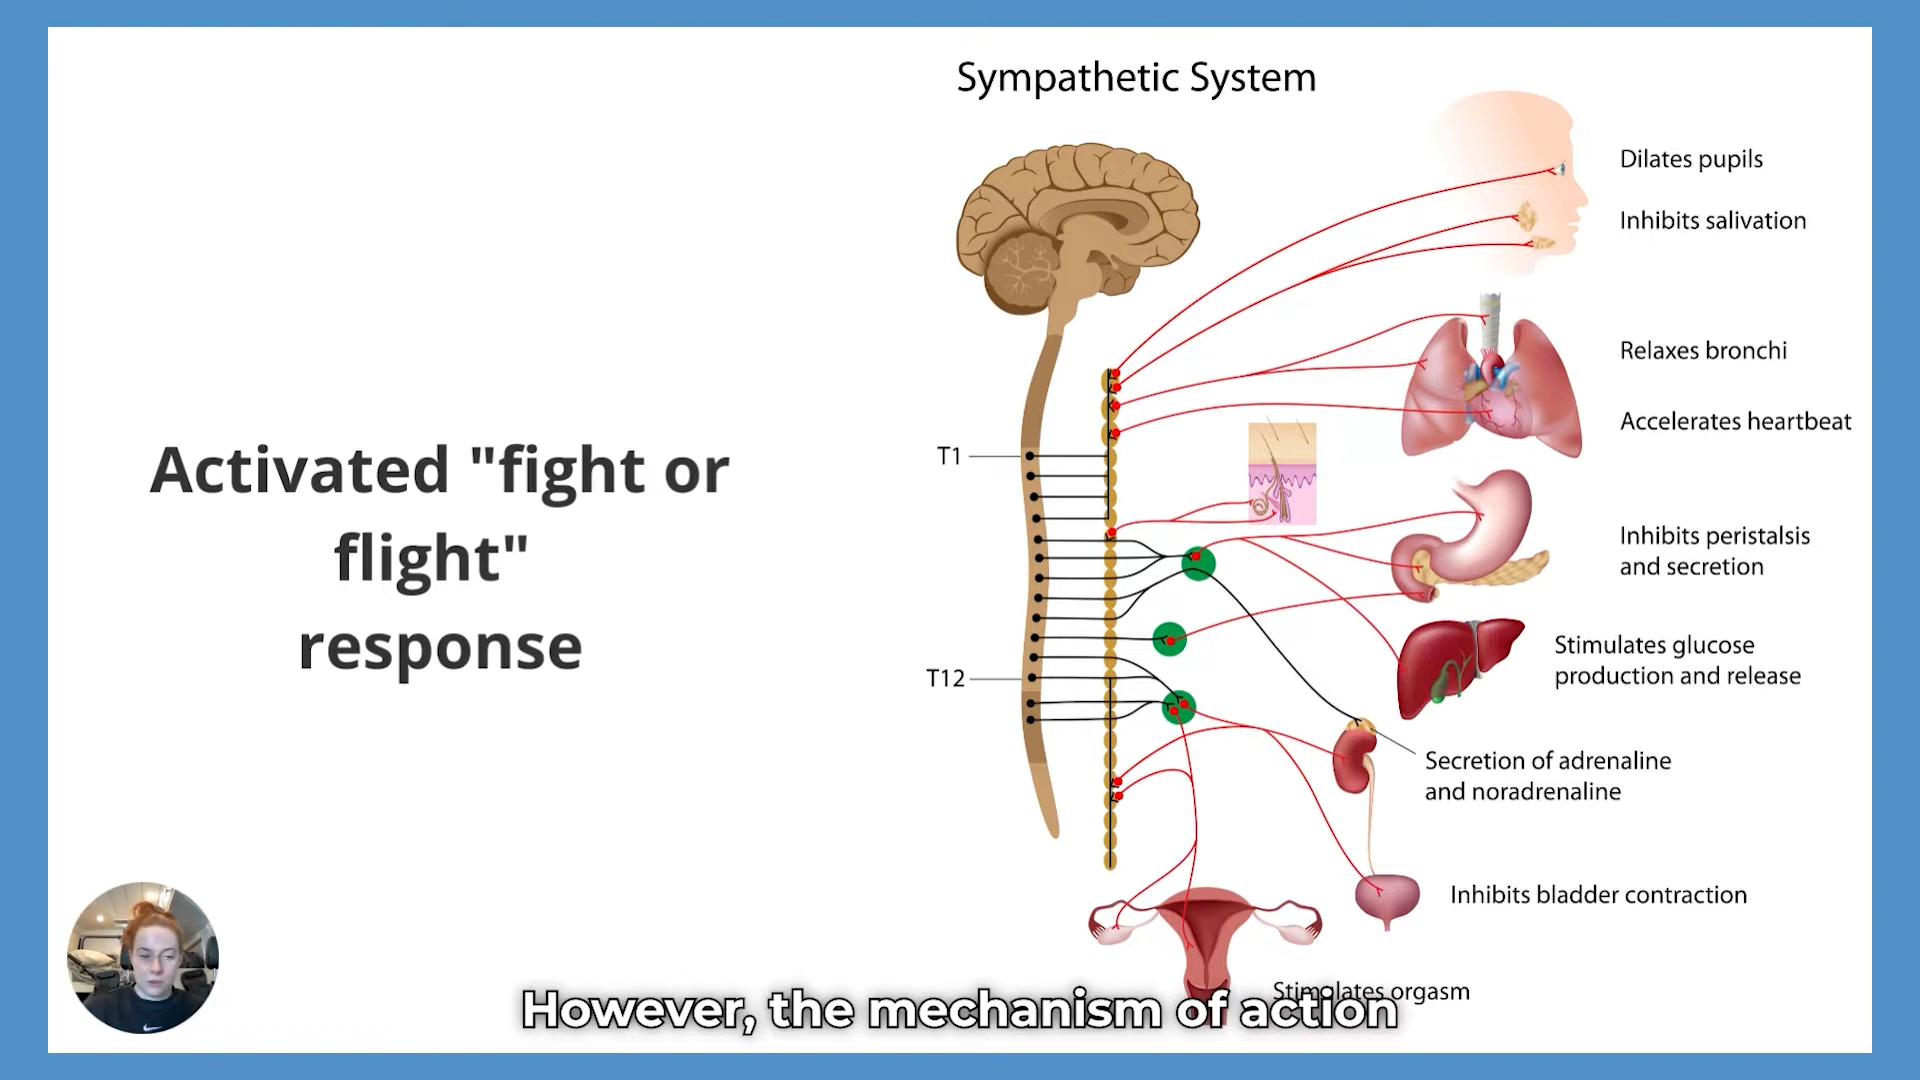 Sympathetic System
Dilates pupils
Inhibits salivation
Relaxes bronchi
Accelerates heartbeat
T1
Activated "fight or
flight"
response
Inhibits peristalsis
and secretion
Stimulates glucose
production and release
T12
Secretion of adrenaline
and noradrenaline
Inhibits bladder contraction
Stimulates orgasm
However, the mechanism of action